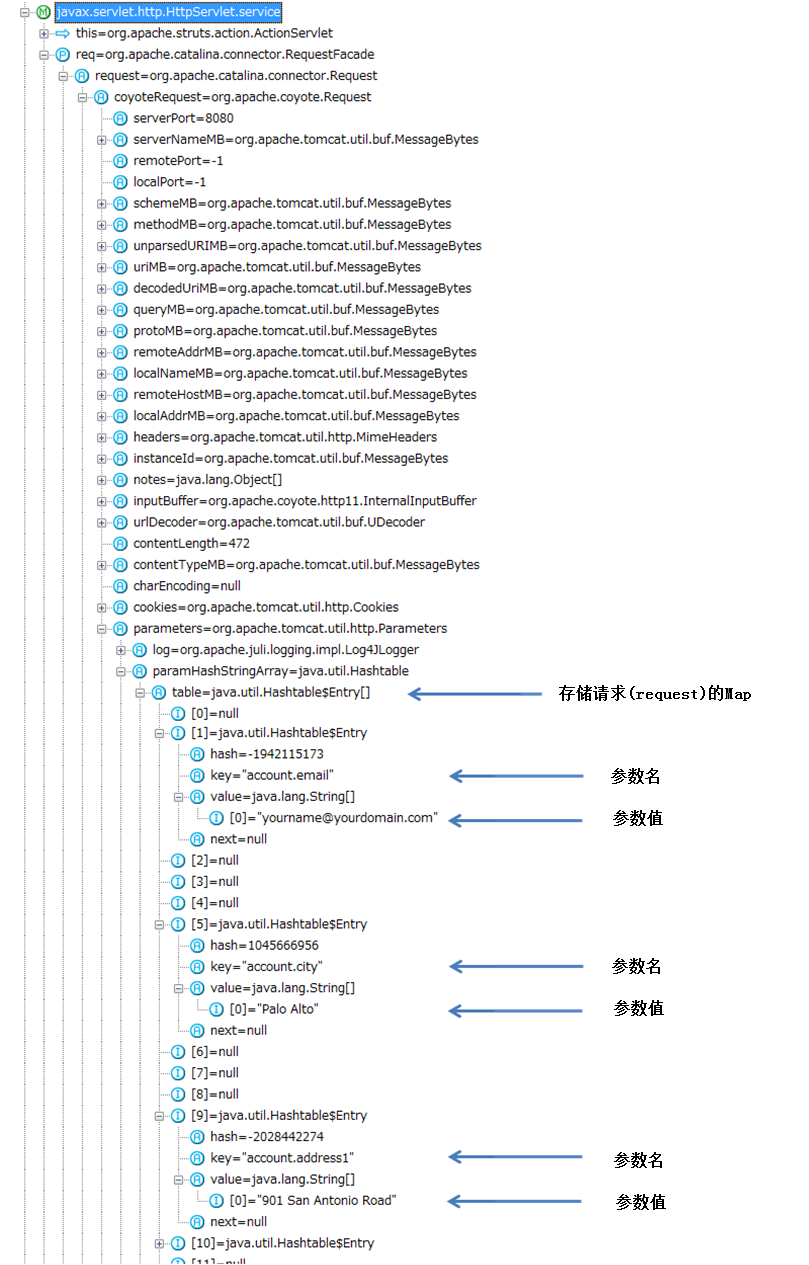 javax.servlet.http.HttpServlet.service
this=org.apache.struts.action.ActionServlet
req=org.apache.catalina.connector.RequestFacade
request=org.apache.catalina.connector.Request
coyoteRequest=org.apache.coyote.Request
serverPort=8080
serverNameMB=org.apache.tomcat.util.buf.MessageBytes
remotePort=-1
localPort=-1
schemeMB=org.apache.tomcat.util.buf.MessageBytes
methodMB=org.apache.tomcat.util.buf.MessageBytes
unparsedURIMB=org.apache.tomcat.util.buf.MessageBytes
uriMB=org.apache.tomcat.util.buf.MessageBytes
decodedUriMB=org.apache.tomcat.util.buf.MessageBytes
queryMB=org.apache.tomcat.util.buf.MessageBytes
protoMB=org.apache.tomcat.util.buf.MessageBytes
remoteAddrMB=org.apache.tomcat.util.buf.MessageBytes
localNameMB=org.apache.tomcat.util.buf.MessageBytes
remoteHostMB=org.apache.tomcat.util.buf.MessageBytes
localAddrMB=org.apache.tomcat.util.buf.MessageBytes
headers=org.apache.tomcat.util.http.MimeHeaders
instanceId=org.apache.tomcat.util.buf.MessageBytes
notes=java.lang.Object[]
inputBuffer=org.apache.coyote.http11.InternalInputBuffer
urlDecoder=org.apache.tomcat.util.buf.UDecoder
contentLength=472
contentTypeMB=org.apache.tomcat.util.buf.MessageBytes
charEncoding=null
cookies=org.apache.tomcat.util.http.Cookies
parameters=org.apache.tomcat.util.http.Parameters
log=org.apache.juli.logging.impl.Log4JLogger
paramHashStringArray=java.util.Hashtable
table=java.util.Hashtable$Entry[] 存储请求(request)的Map
[0]=null
[1]=java.util.Hashtable$Entry
hash=-1942115173
key="account.email" 参数名
value=java.lang.String[]
[0]="yourname@yourdomain.com" 参数值
next=null
[2]=null
[3]=null
[4]=null
[5]=java.util.Hashtable$Entry
hash=1045666956
key="account.city" 参数名
value=java.lang.String[]
[0]="Palo Alto" 参数值
next=null
[6]=null
[7]=null
[8]=null
[9]=java.util.Hashtable$Entry
hash=-2028442274
key="account.address1" 参数名
value=java.lang.String[]
[0]="901 San Antonio Road" 参数值
next=null
[10]=java.util.Hashtable$Entry
[11]=null